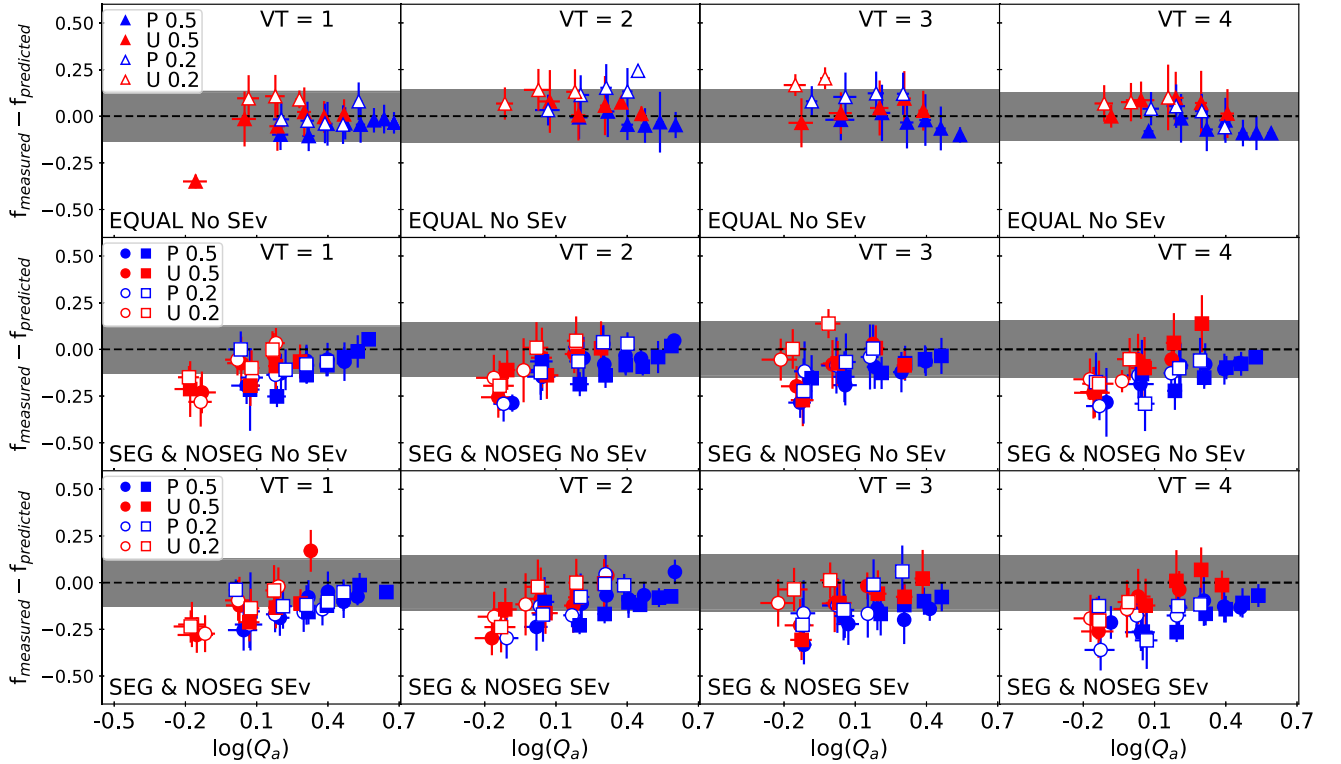 VT = 1
VT = 2
VT = 3
VT = 4
P 0.5
U 0.5
P 0.2
U 0.2
0.50
0.25
0.00
-0.25
-0.50
f_measured − f_predicted
EQUAL No SEv
EQUAL No SEv
EQUAL No SEv
EQUAL No SEv
VT = 1
VT = 2
VT = 3
VT = 4
P 0.5
U 0.5
P 0.2
U 0.2
0.50
0.25
0.00
-0.25
-0.50
f_measured − f_predicted
SEG & NOSEG No SEv
SEG & NOSEG No SEv
SEG & NOSEG No SEv
SEG & NOSEG No SEv
VT = 1
VT = 2
VT = 3
VT = 4
P 0.5
U 0.5
P 0.2
U 0.2
0.50
0.25
0.00
-0.25
-0.50
f_measured − f_predicted
SEG & NOSEG SEv
SEG & NOSEG SEv
SEG & NOSEG SEv
SEG & NOSEG SEv
-0.5 -0.2 0.1 0.4 0.7 -0.2 0.1 0.4 0.7 -0.2 0.1 0.4 0.7 -0.2 0.1 0.4 0.7
log(Q_a)
log(Q_a)
log(Q_a)
log(Q_a)